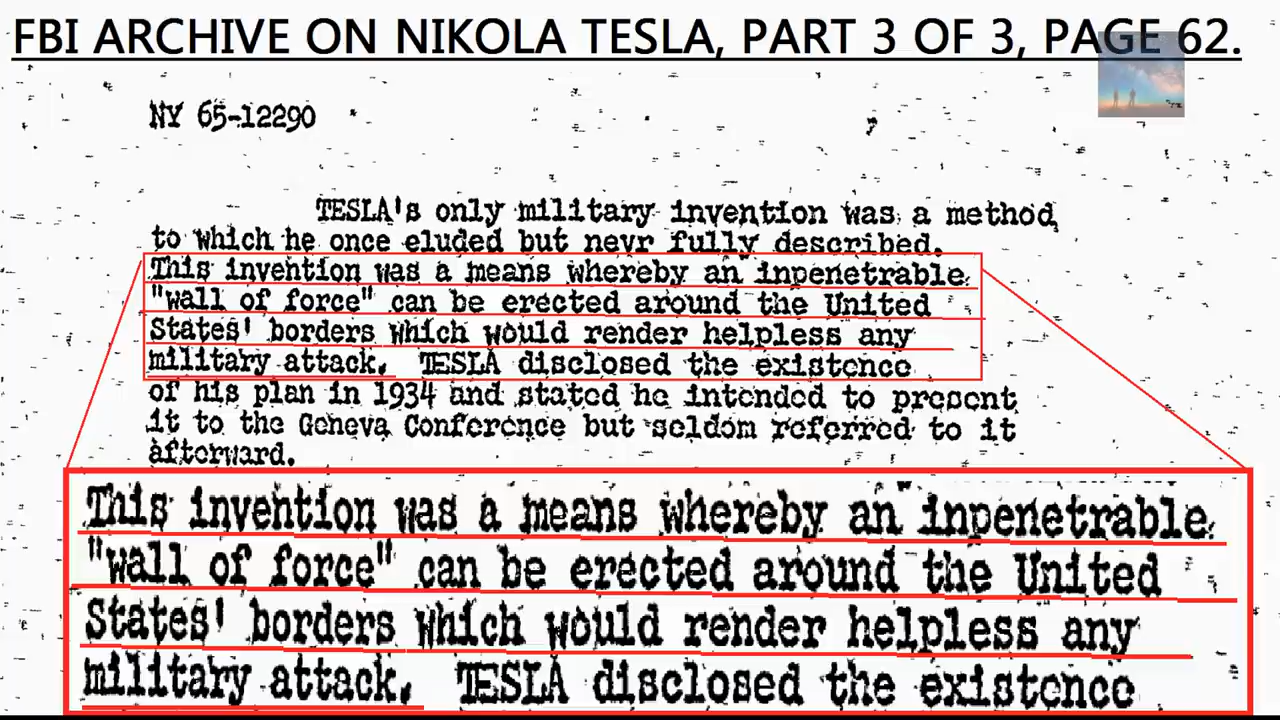 FBI ARCHIVE ON NIKOLA TESLA, PART 3 OF 3, PAGE 62.
NY 65-12290
TESLA's only military invention was a method
to which he once eluded but nevr fully described.
This invention was a means whereby an inpenetrable
"wall of force" can be erected around the United
States' borders which would render helpless any
military attack. TESLA disclosed the existence
of his plan in 1934 and stated he intended to present
it to the Geneva Conference but seldom referred to it
afterward.
This invention was a means whereby an inpenetrable
"wall of force" can be erected around the United
States' borders which would render helpless any
military attack. TESLA disclosed the existence